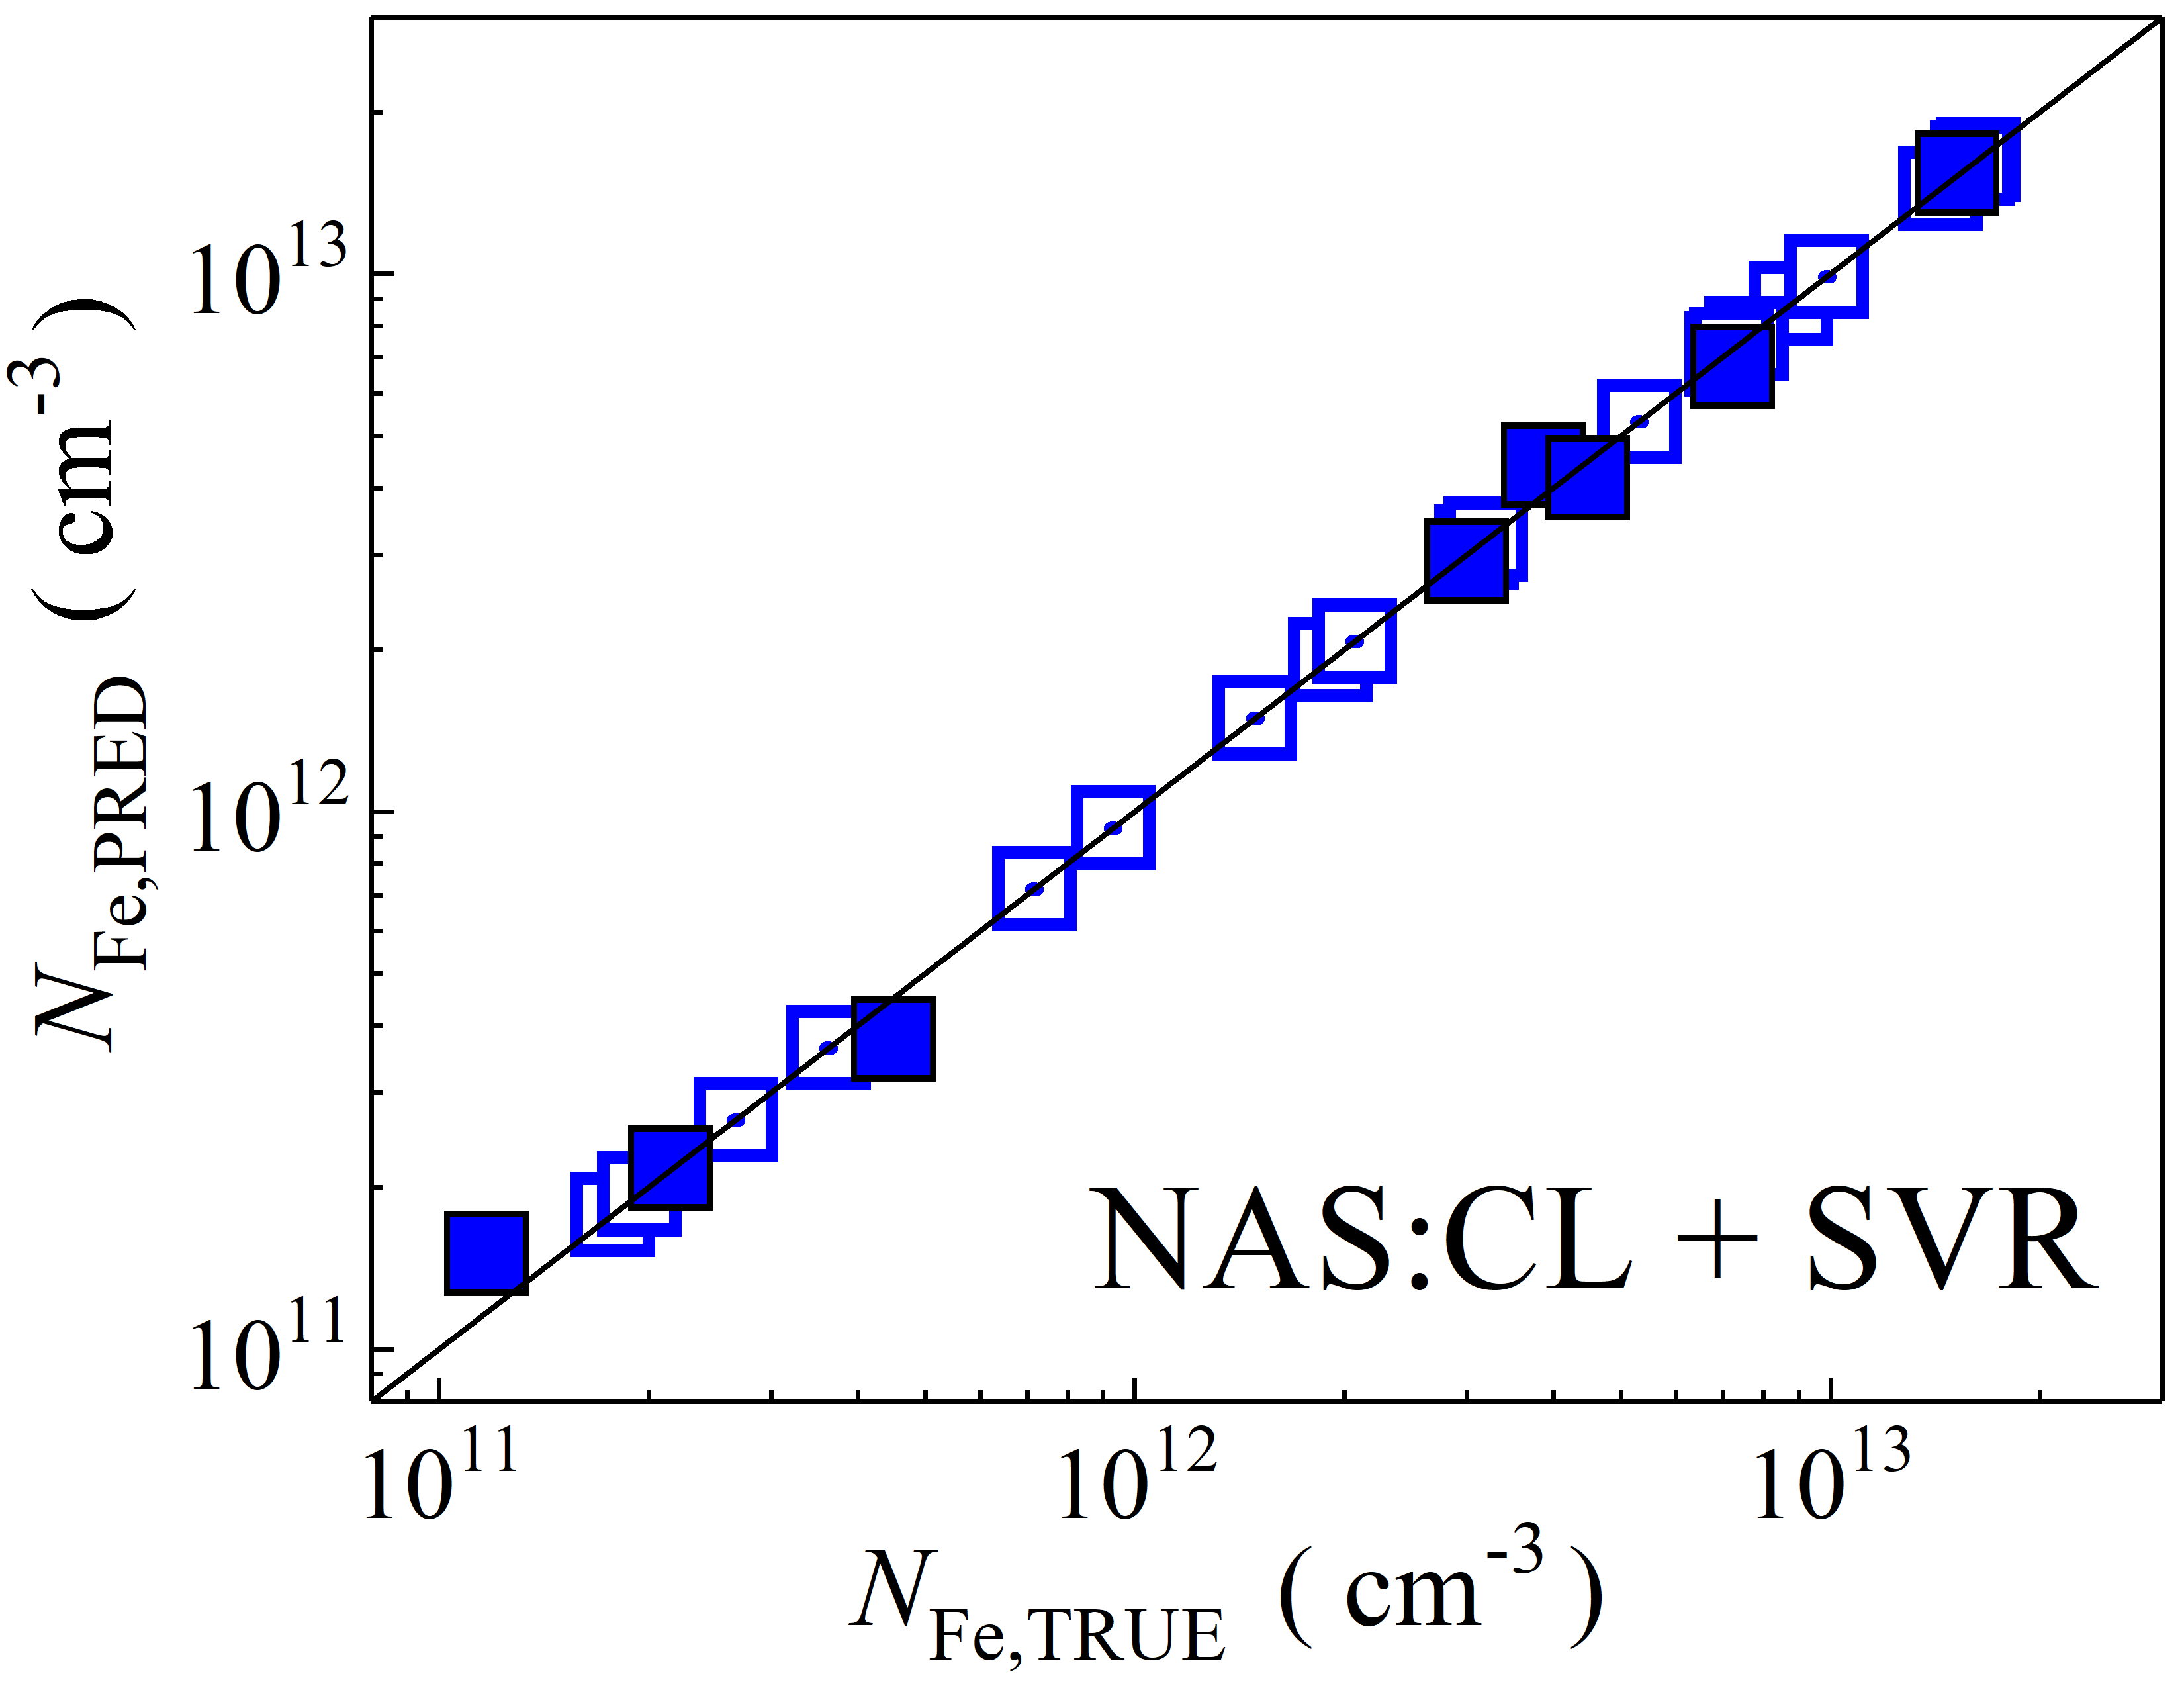 10^13
10^12
10^11
N_Fe,PRED ( cm^-3 )
NAS:CL + SVR
10^11 10^12 10^13
N_Fe,TRUE ( cm^-3 )